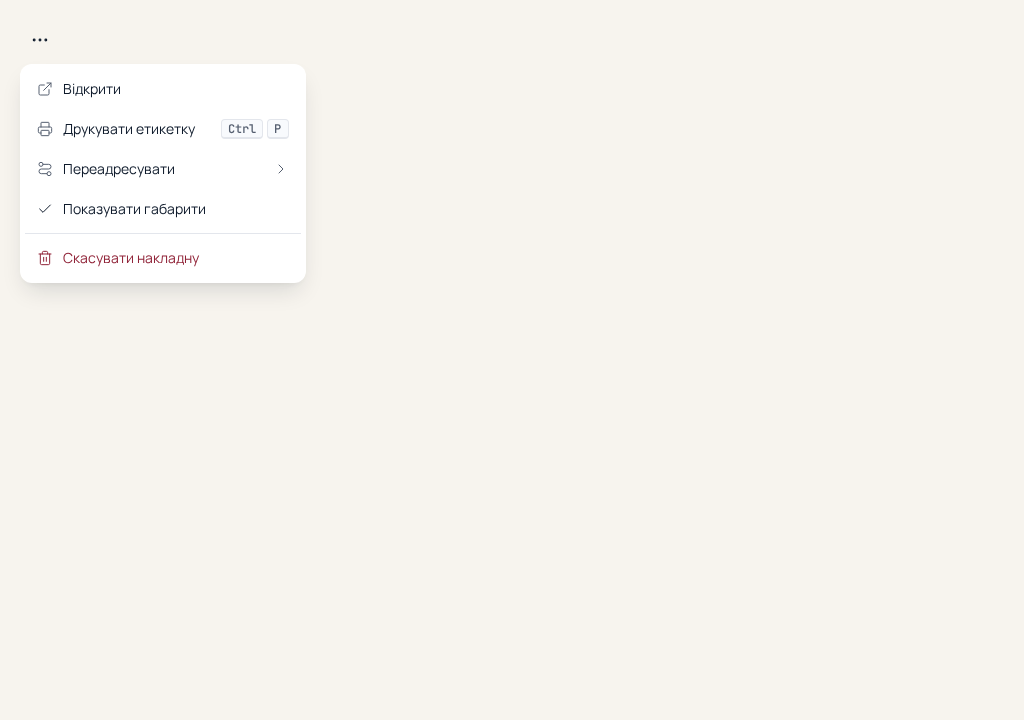 Відкрити
Друкувати етикетку Ctrl P
Переадресувати
Показувати габарити
Скасувати накладну